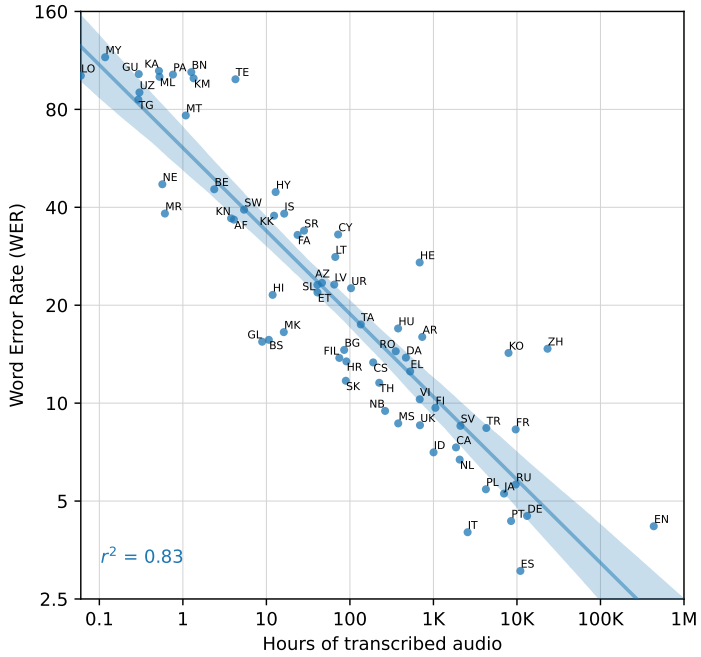 160
MY
GU
KA
PA
BN
TE
LO
ML
KM
UZ
80
TG
MT
NE
BE
HY
40
MR
SW
IS
KN
AF
KK
SR
CY
FA
LT
HE
AZ
LV
UR
HI
SL
ET
20
TA
HU
MK
AR
GL
BS
BG
RO
DA
KO
ZH
FIL
HR
CS
EL
SK
TH
10
VI
FI
NB
MS
UK
SV
TR
FR
ID
CA
NL
RU
PL
JA
5
PT
DE
EN
IT
ES
r² = 0.83
2.5
0.1
1
10
100
1K
10K
100K
1M
Word Error Rate (WER)
Hours of transcribed audio